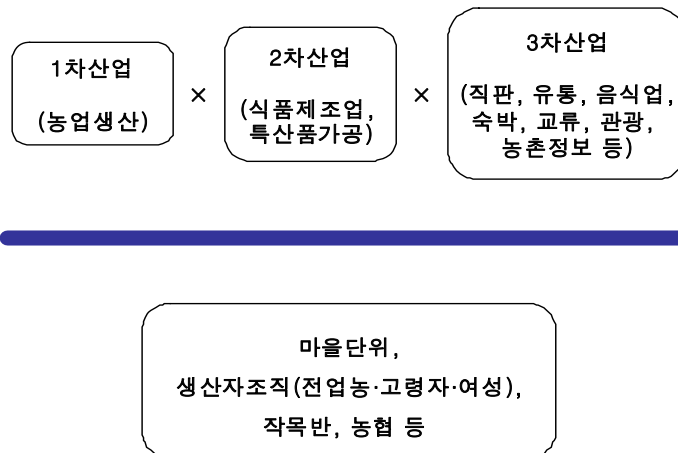 1차산업
(농업생산)
×
2차산업
(식품제조업,
특산품가공)
×
3차산업
(직판, 유통, 음식업,
숙박, 교류, 관광,
농촌정보 등)
마을단위,
생산자조직(전업농·고령자·여성),
작목반, 농협 등